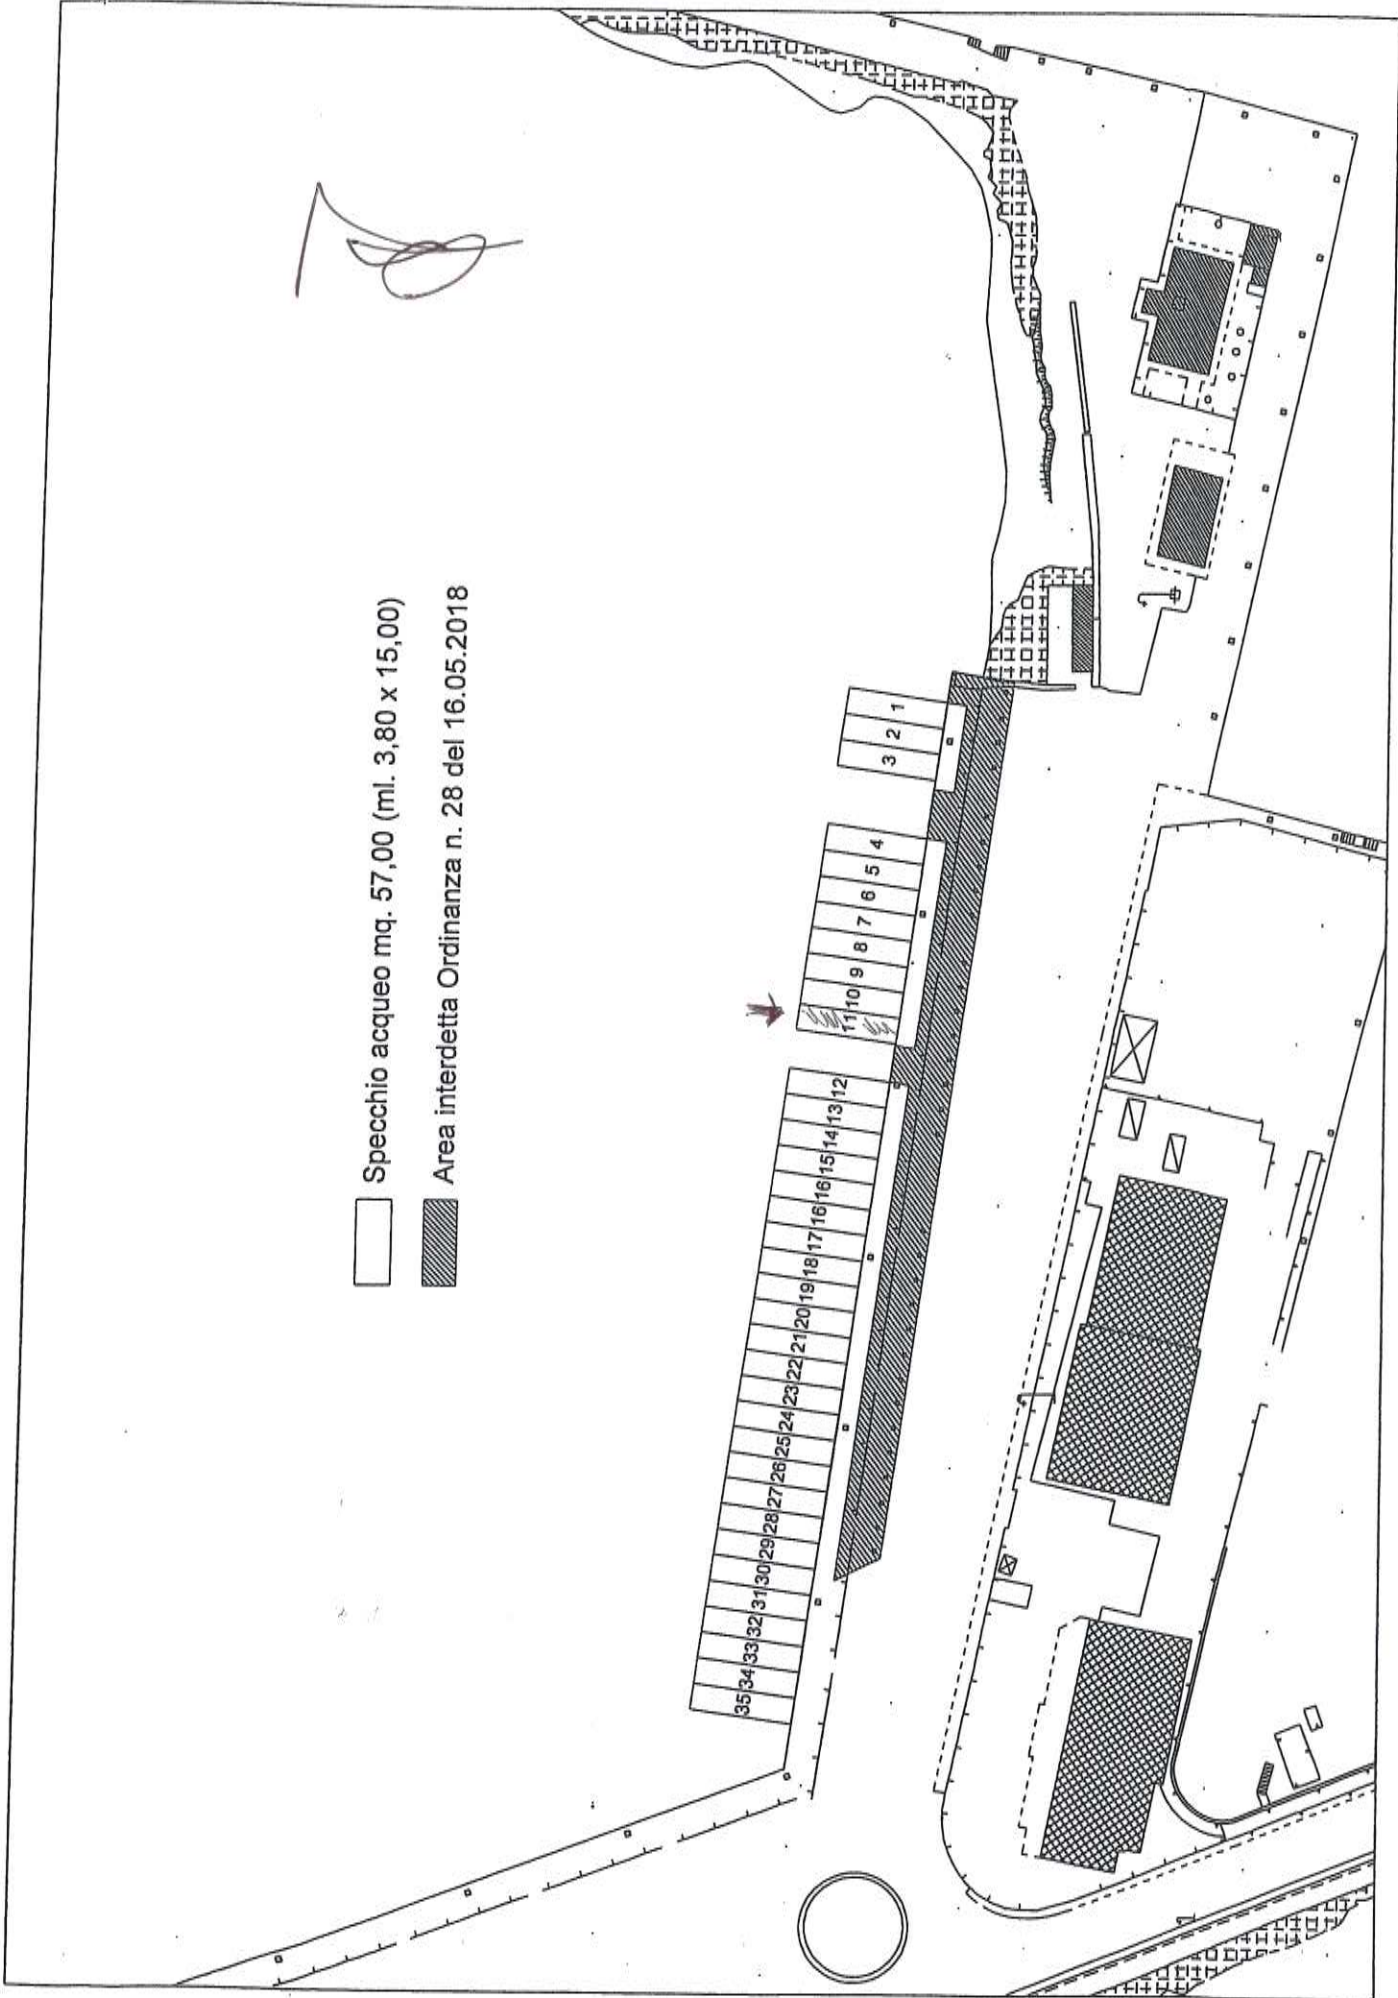 Specchio acqueo mq. 57,00 (ml. 3,80 x 15,00)
Area interdetta Ordinanza n. 28 del 16.05.2018
35 34 33 32 31 30 29 28 27 26 25 24 23 22 21 20 19 18 17 16 16 15 14 13 12
11 10 9 8 7 6 5 4
3 2 1